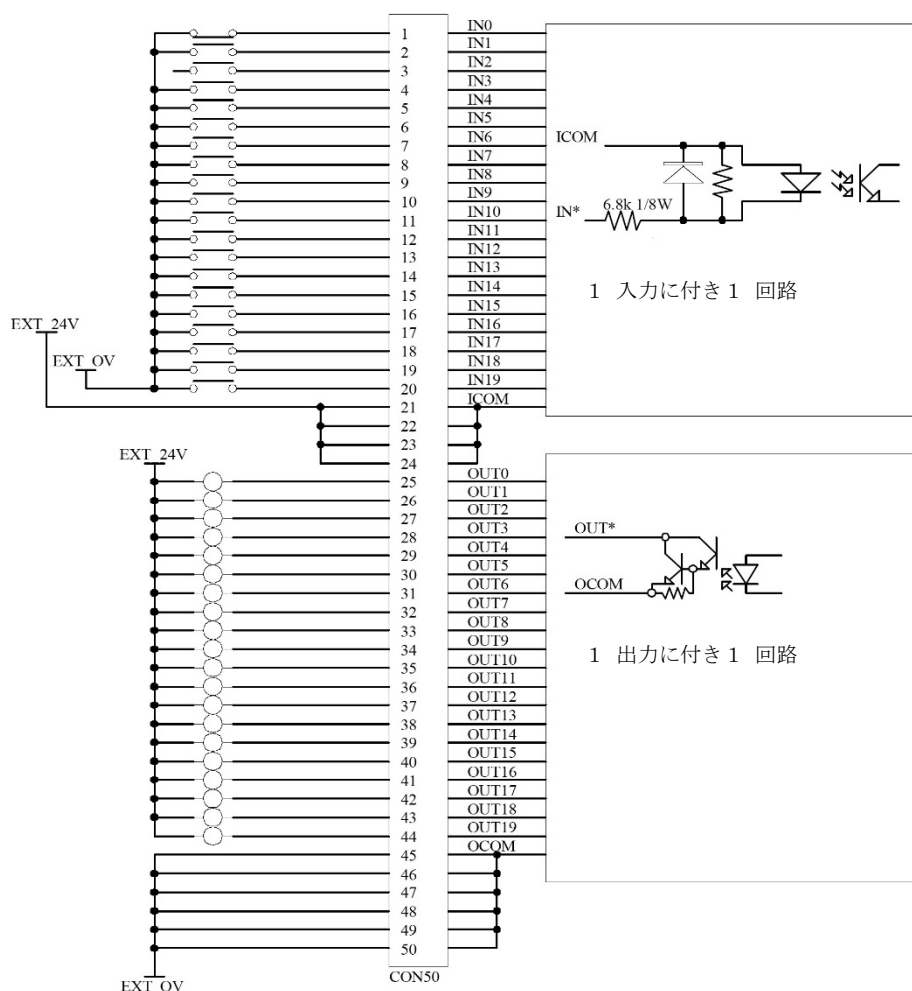 1 IN0
2 IN1
3 IN2
4 IN3
5 IN4
6 IN5
7 IN6
8 IN7
9 IN8
10 IN9
11 IN10
12 IN11
13 IN12
14 IN13
15 IN14
16 IN15
17 IN16
18 IN17
19 IN18
20 IN19
21 ICOM
22
23
24
EXT_24V
EXT_OV
ICOM
IN*
6.8k 1/8W
1 入力に付き1 回路
EXT_24V
25 OUT0
26 OUT1
27 OUT2
28 OUT3
29 OUT4
30 OUT5
31 OUT6
32 OUT7
33 OUT8
34 OUT9
35 OUT10
36 OUT11
37 OUT12
38 OUT13
39 OUT14
40 OUT15
41 OUT16
42 OUT17
43 OUT18
44 OUT19
45 OCOM
46
47
48
49
50
OUT*
OCOM
1 出力に付き1 回路
EXT_OV
CON50